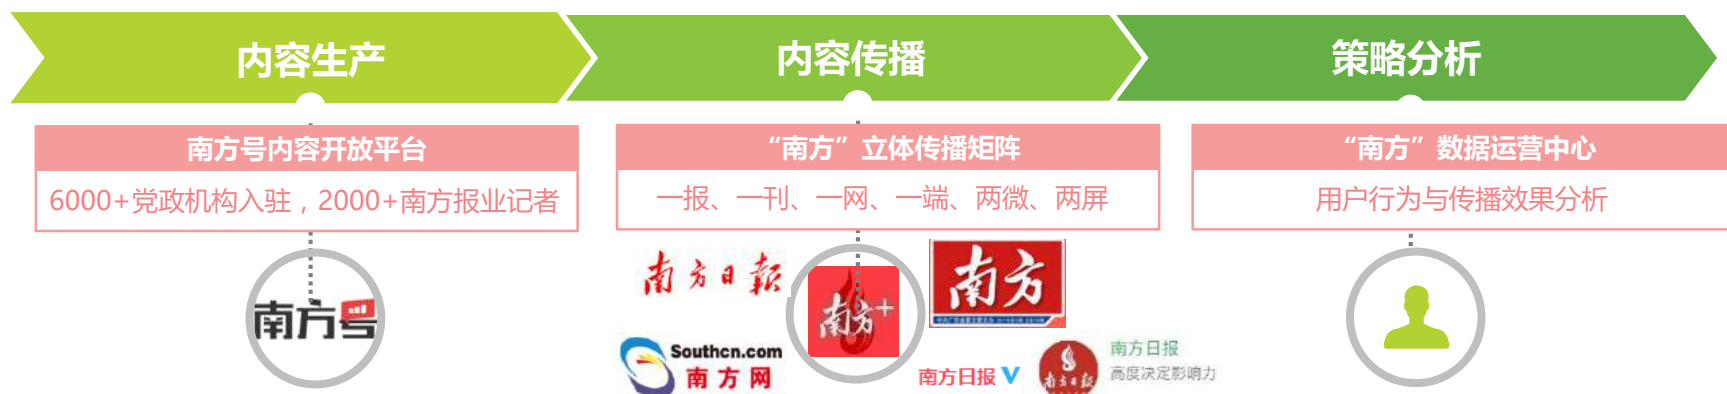 内容生产
内容传播
策略分析
南方号内容开放平台
“南方”立体传播矩阵
“南方”数据运营中心
6000+党政机构入驻，2000+南方报业记者
一报、一刊、一网、一端、两微、两屏
用户行为与传播效果分析
南方号
南方日報
南方+
南方
Southcn.com
南方网
南方日报 V
南方日報
南方日报
高度决定影响力